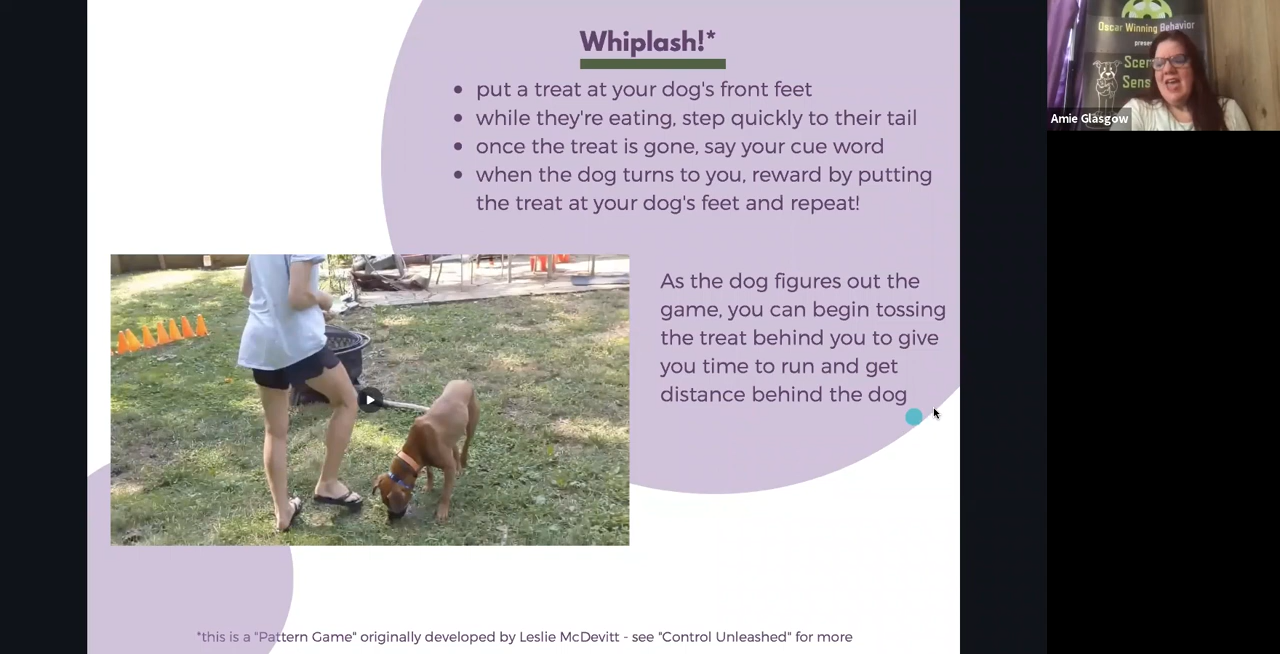 Whiplash!*
put a treat at your dog's front feet
while they're eating, step quickly to their tail
once the treat is gone, say your cue word
when the dog turns to you, reward by putting
the treat at your dog's feet and repeat!
As the dog figures out the
game, you can begin tossing
the treat behind you to give
you time to run and get
distance behind the dog
*this is a "Pattern Game" originally developed by Leslie McDevitt - see "Control Unleashed" for more
Oscar Winning Behavior
Amie Glasgow